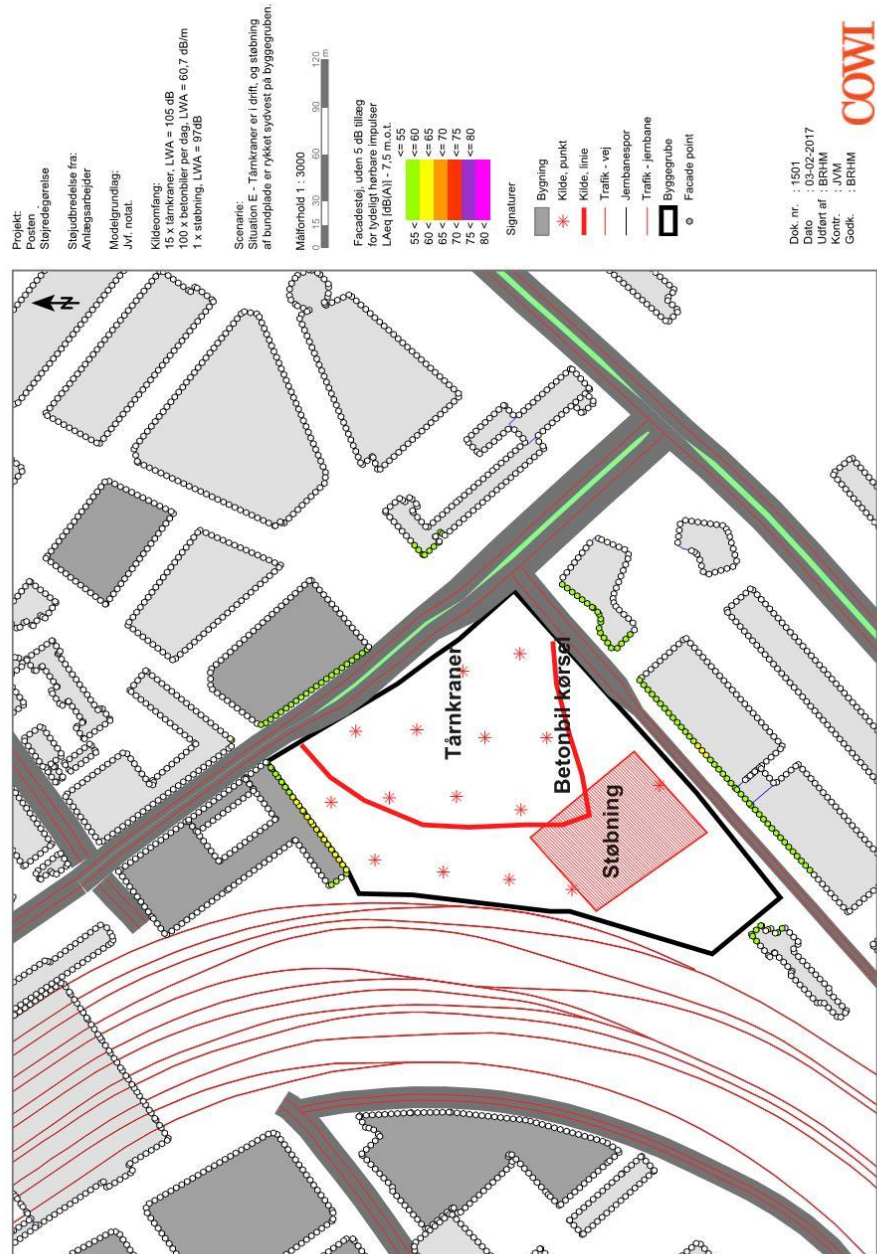 Projekt:
Posten
Støjredegørelse
Støjudbredelse fra:
Anlægsarbejder
Modelgrundlag:
Jvf. notat.
Kildeomfang:
15 x tårnkraner, LWA = 105 dB
100 x betonbiler per dag, LWA = 60,7 dB/m
1 x støbning, LWA = 97dB
Scenarie:
Situation E - Tårnkraner er i drift, og støbning
af bundplade er rykket sydvest på byggegruben.
Målforhold 1 : 3000
0 15 30 60 90 120
m
Facadestøj, uden 5 dB tillæg
for tydeligt hørbare impulser
LAeq [dB(A)] - 7,5 m.o.t.
<= 55
55 < <= 60
60 < <= 65
65 < <= 70
70 < <= 75
75 < <= 80
80 <
Signaturer
Bygning
Kilde, punkt
Kilde, linie
Trafik - vej
Jernbanespor
Trafik - jernbane
Byggegrube
Facade point
Dok. nr. : 1501
Dato : 03-02-2017
Udført af : BRHM
Kontr. : JVM
Godk. : BRHM
COWI
N
Tårnkraner
Betonbil kørsel
Støbning